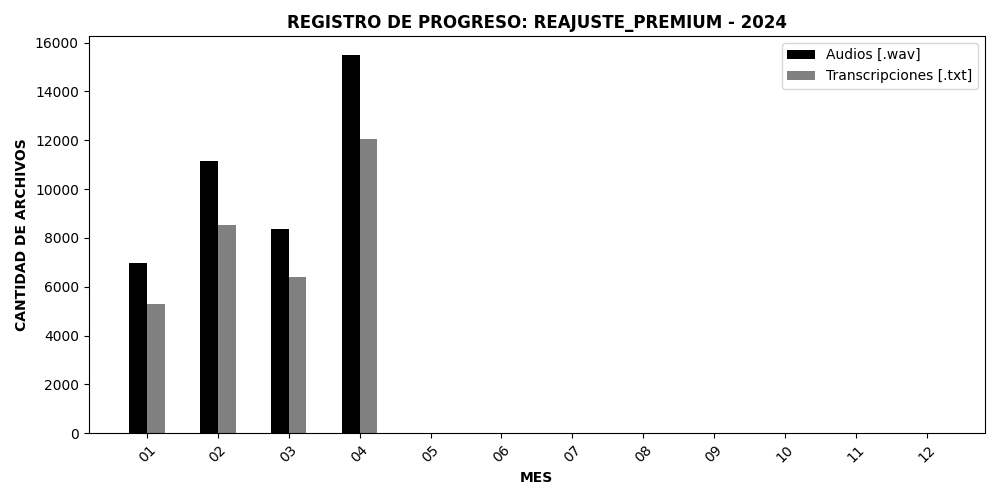 REGISTRO DE PROGRESO: REAJUSTE_PREMIUM - 2024
Audios [.wav]
Transcripciones [.txt]
CANTIDAD DE ARCHIVOS
16000
14000
12000
10000
8000
6000
4000
2000
0
01 02 03 04 05 06 07 08 09 10 11 12
MES